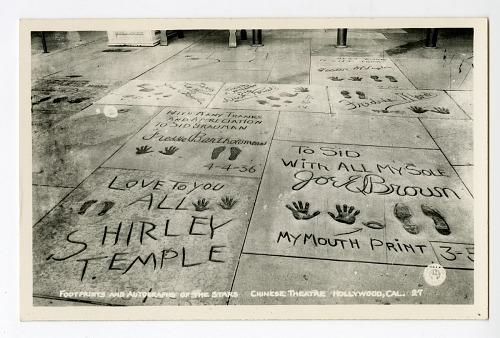 With Many Thanks
And Appreciation
To Sid Grauman
Freddie Bartholomew
4-4-36
Love To You
All
Shirley
Temple
To Sid
With All My Sole
Joe E Brown
My Mouth Print
3-5
Footprints and Autographs of the Stars Chinese Theatre Hollywood, Cal. 27